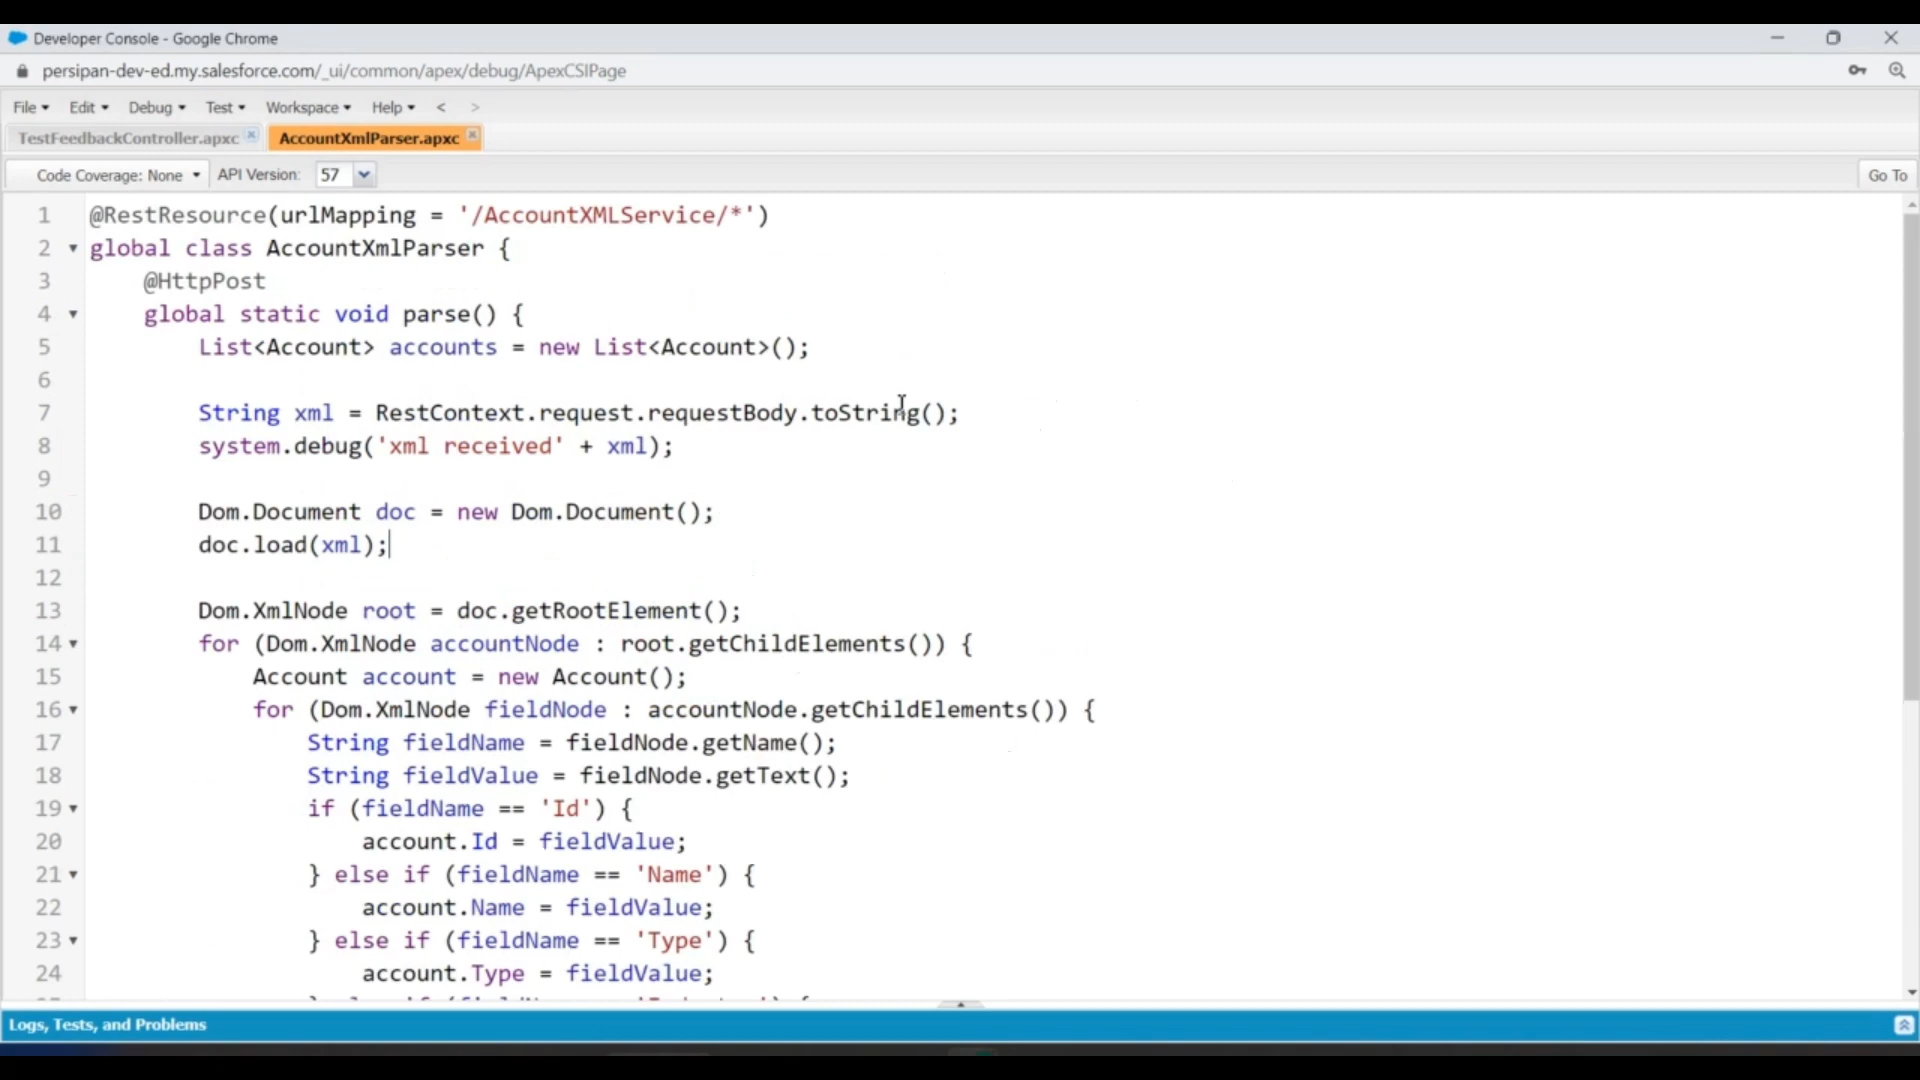 Developer Console - Google Chrome
persipan-dev-ed.my.salesforce.com/_ui/common/apex/debug/ApexCSIPage
File Edit Debug Test Workspace Help < >
TestFeedbackController.apxc AccountXmlParser.apxc
Code Coverage: None API Version: 57 Go To
1 @RestResource(urlMapping = '/AccountXMLService/*')
2 global class AccountXmlParser {
3 @HttpPost
4 global static void parse() {
5 List<Account> accounts = new List<Account>();
6
7 String xml = RestContext.request.requestBody.toString();
8 system.debug('xml received' + xml);
9
10 Dom.Document doc = new Dom.Document();
11 doc.load(xml);
12
13 Dom.XmlNode root = doc.getRootElement();
14 for (Dom.XmlNode accountNode : root.getChildElements()) {
15 Account account = new Account();
16 for (Dom.XmlNode fieldNode : accountNode.getChildElements()) {
17 String fieldName = fieldNode.getName();
18 String fieldValue = fieldNode.getText();
19 if (fieldName == 'Id') {
20 account.Id = fieldValue;
21 } else if (fieldName == 'Name') {
22 account.Name = fieldValue;
23 } else if (fieldName == 'Type') {
24 account.Type = fieldValue;
Logs, Tests, and Problems